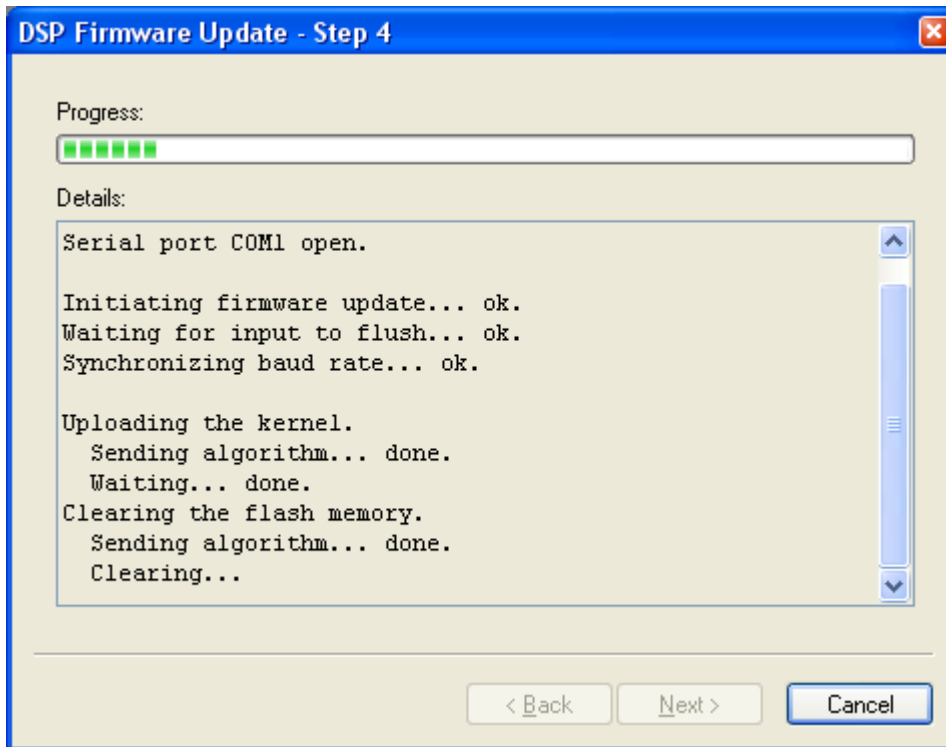 DSP Firmware Update - Step 4
Progress:
Details:
Serial port COM1 open.
Initiating firmware update... ok.
Waiting for input to flush... ok.
Synchronizing baud rate... ok.
Uploading the kernel.
Sending algorithm... done.
Waiting... done.
Clearing the flash memory.
Sending algorithm... done.
Clearing...
< Back
Next >
Cancel